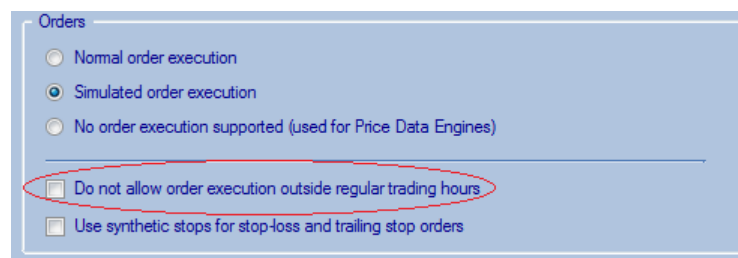 Orders
Normal order execution
Simulated order execution
No order execution supported (used for Price Data Engines)
Do not allow order execution outside regular trading hours
Use synthetic stops for stop-loss and trailing stop orders